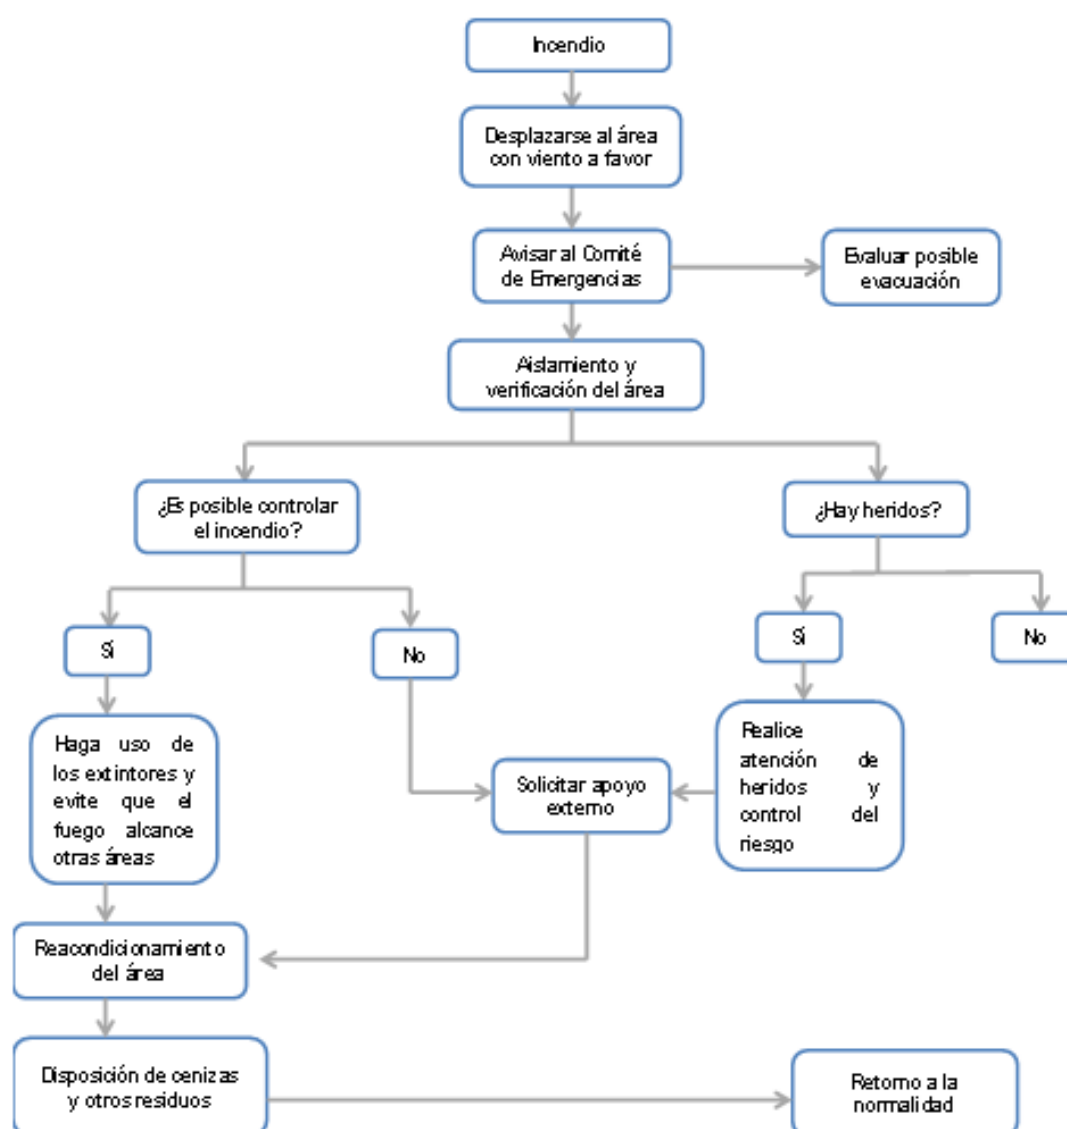 Incendio
Desplazarse al área
con viento a favor
Avisar al Comité
de Emergencias
Evaluar posible
evacuación
Aislamiento y
verificación del área
¿Es posible controlar
el incendio?
¿Hay heridos?
Sí
No
Sí
No
Haga uso de
los extintores y
evite que el
fuego alcance
otras áreas
Solicitar apoyo
externo
Realice
atención de
heridos y
control del
riesgo
Reacondicionamiento
del área
Disposición de cenizas
y otros residuos
Retorno a la
normalidad